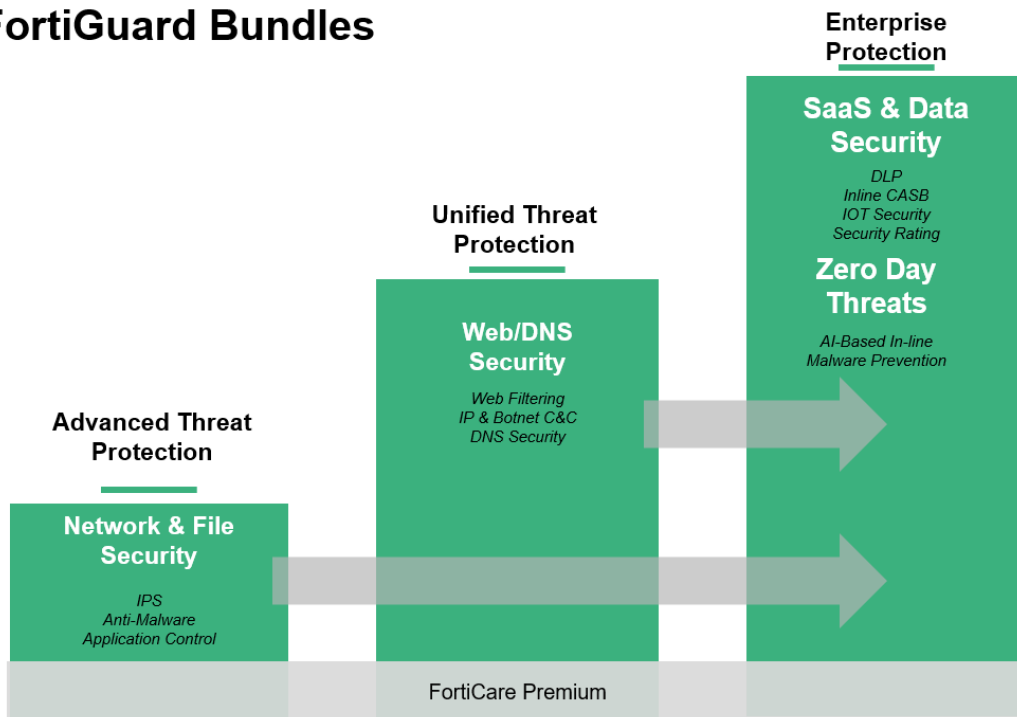 FortiGuard Bundles
Enterprise
Protection
SaaS & Data
Security
DLP
Inline CASB
IOT Security
Security Rating
Zero Day
Threats
AI-Based In-line
Malware Prevention
Unified Threat
Protection
Web/DNS
Security
Web Filtering
IP & Botnet C&C
DNS Security
Advanced Threat
Protection
Network & File
Security
IPS
Anti-Malware
Application Control
FortiCare Premium